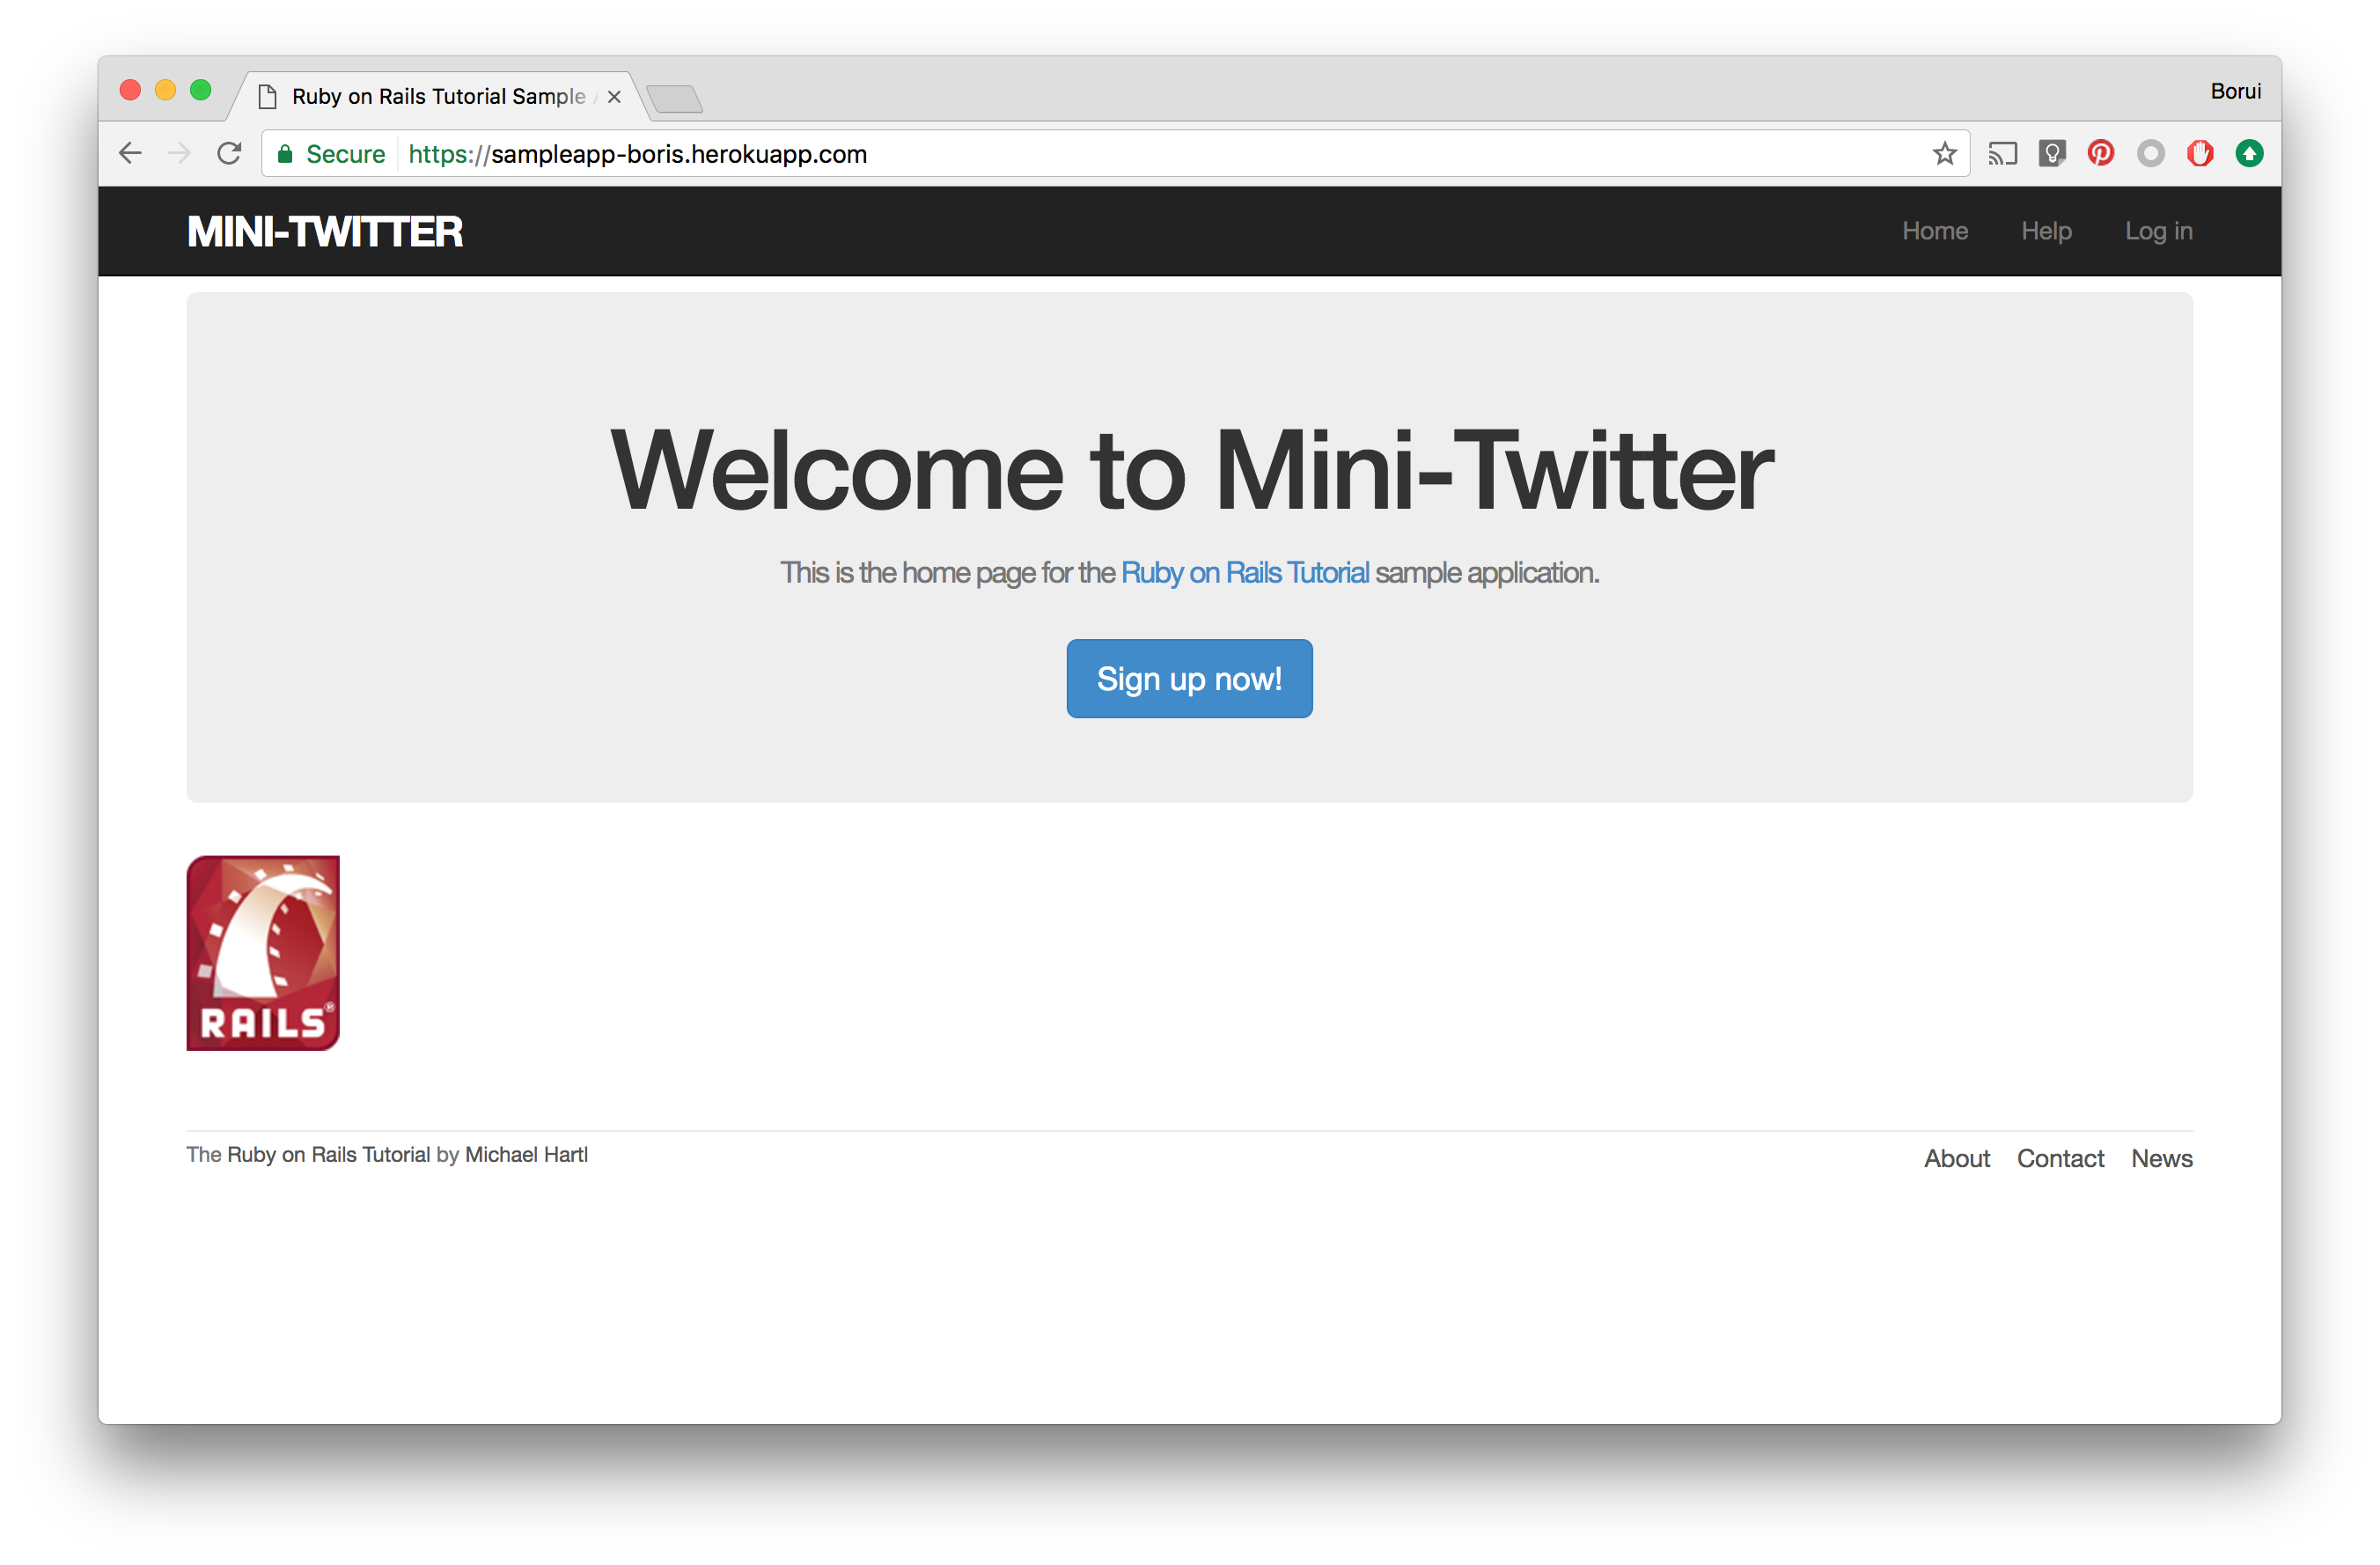 Ruby on Rails Tutorial Sample
Borui
Secure https://sampleapp-boris.herokuapp.com
MINI-TWITTER
Home Help Log in
Welcome to Mini-Twitter
This is the home page for the Ruby on Rails Tutorial sample application.
Sign up now!
RAILS®
The Ruby on Rails Tutorial by Michael Hartl
About Contact News